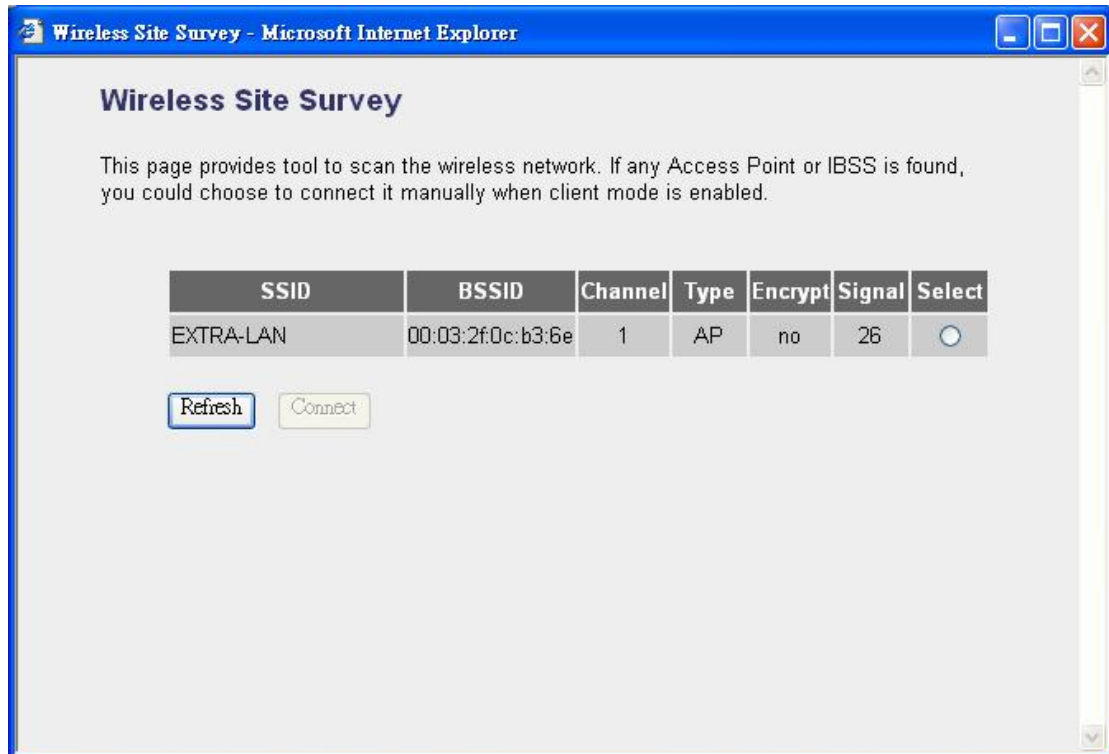 Wireless Site Survey - Microsoft Internet Explorer
Wireless Site Survey
This page provides tool to scan the wireless network. If any Access Point or IBSS is found,
you could choose to connect it manually when client mode is enabled.
SSID BSSID Channel Type Encrypt Signal Select
EXTRA-LAN 00:03:2f:0c:b3:6e 1 AP no 26
Refresh Connect